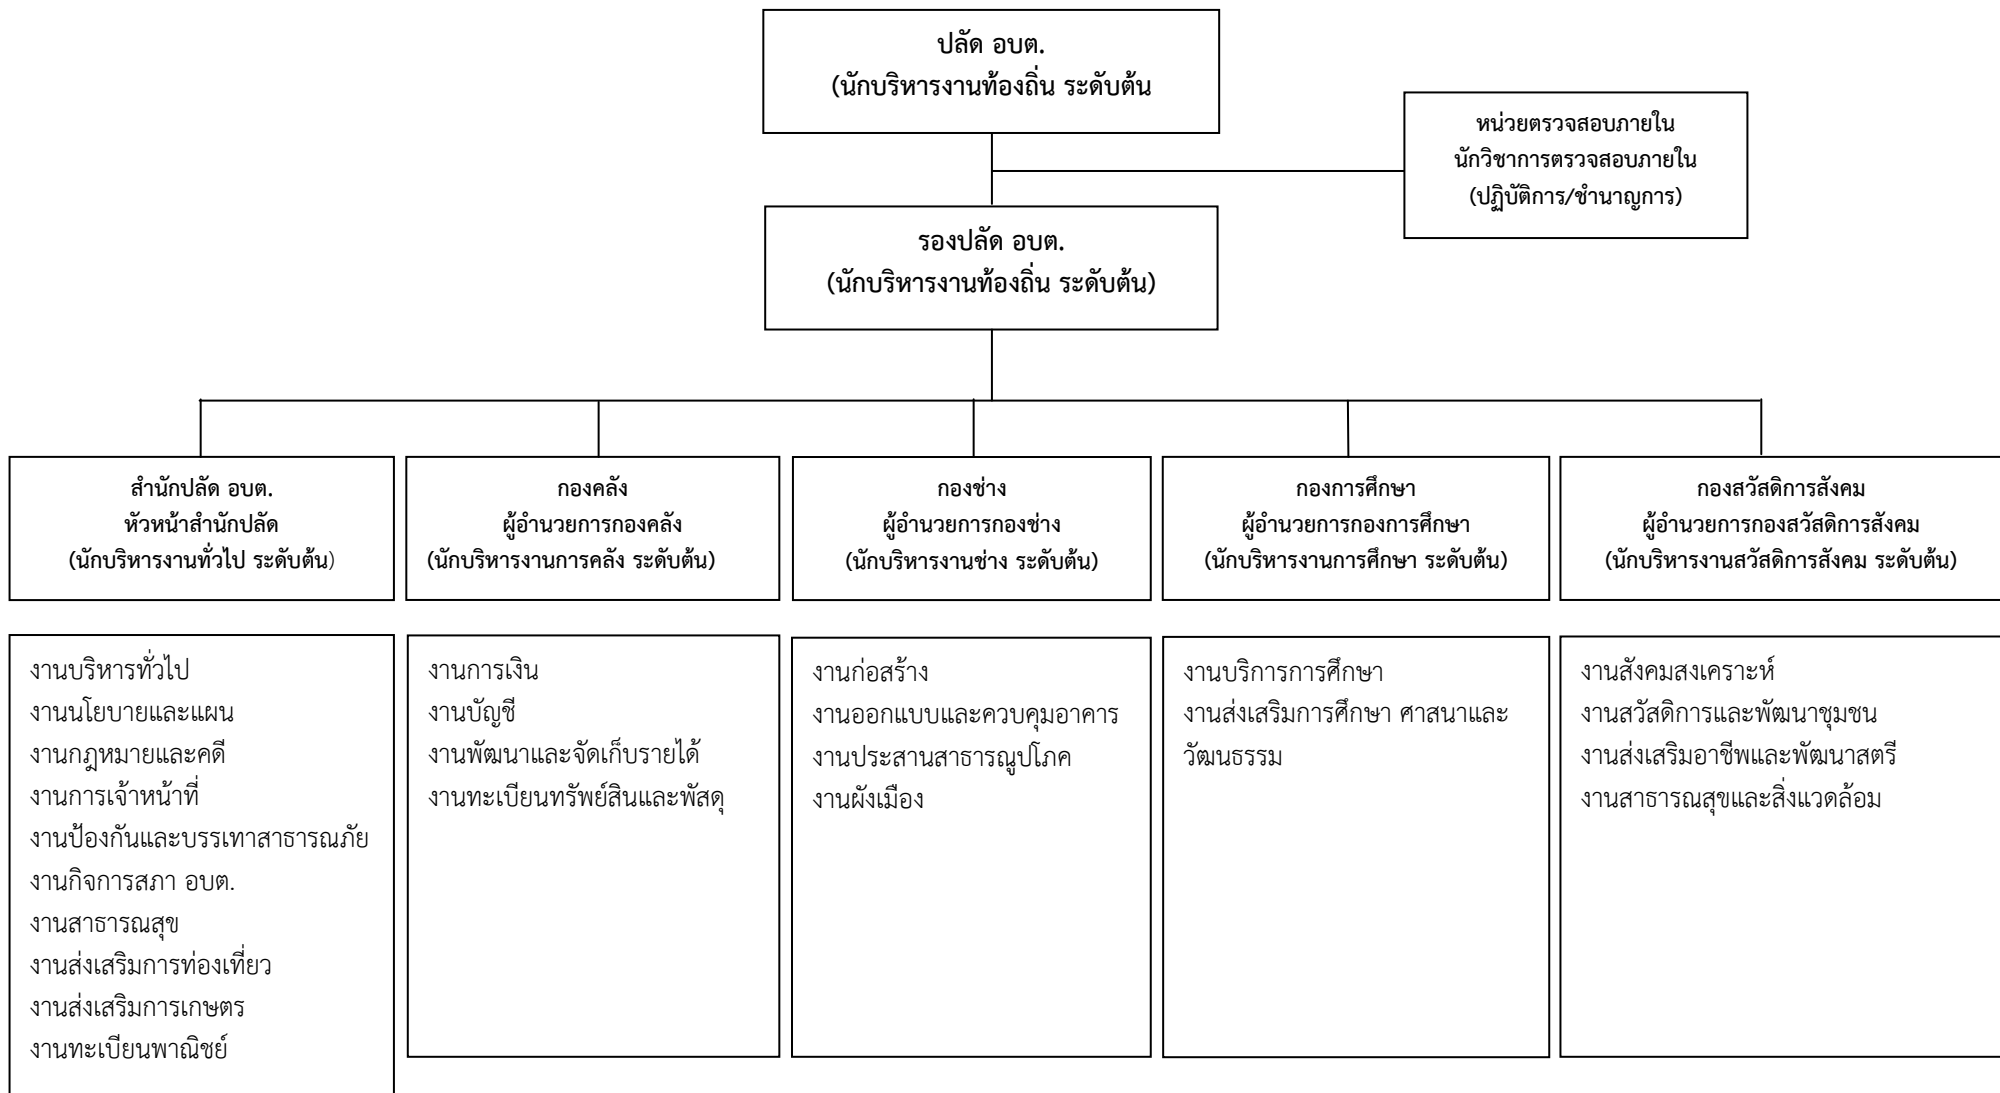 ปลัด อบต.
(นักบริหารงานท้องถิ่น ระดับต้น
หน่วยตรวจสอบภายใน
นักวิชาการตรวจสอบภายใน
(ปฏิบัติการ/ชำนาญการ)
รองปลัด อบต.
(นักบริหารงานท้องถิ่น ระดับต้น)
สำนักปลัด อบต.
หัวหน้าสำนักปลัด
(นักบริหารงานทั่วไป ระดับต้น)
กองคลัง
ผู้อำนวยการกองคลัง
(นักบริหารงานการคลัง ระดับต้น)
กองช่าง
ผู้อำนวยการกองช่าง
(นักบริหารงานช่าง ระดับต้น)
กองการศึกษา
ผู้อำนวยการกองการศึกษา
(นักบริหารงานการศึกษา ระดับต้น)
กองสวัสดิการสังคม
ผู้อำนวยการกองสวัสดิการสังคม
(นักบริหารงานสวัสดิการสังคม ระดับต้น)
งานบริหารทั่วไป
งานนโยบายและแผน
งานกฎหมายและคดี
งานการเจ้าหน้าที่
งานป้องกันและบรรเทาสาธารณภัย
งานกิจการสภา อบต.
งานสาธารณสุข
งานส่งเสริมการท่องเที่ยว
งานส่งเสริมการเกษตร
งานทะเบียนพาณิชย์
งานการเงิน
งานบัญชี
งานพัฒนาและจัดเก็บรายได้
งานทะเบียนทรัพย์สินและพัสดุ
งานก่อสร้าง
งานออกแบบและควบคุมอาคาร
งานประสานสาธารณูปโภค
งานผังเมือง
งานบริการการศึกษา
งานส่งเสริมการศึกษา ศาสนาและ
วัฒนธรรม
งานสังคมสงเคราะห์
งานสวัสดิการและพัฒนาชุมชน
งานส่งเสริมอาชีพและพัฒนาสตรี
งานสาธารณสุขและสิ่งแวดล้อม